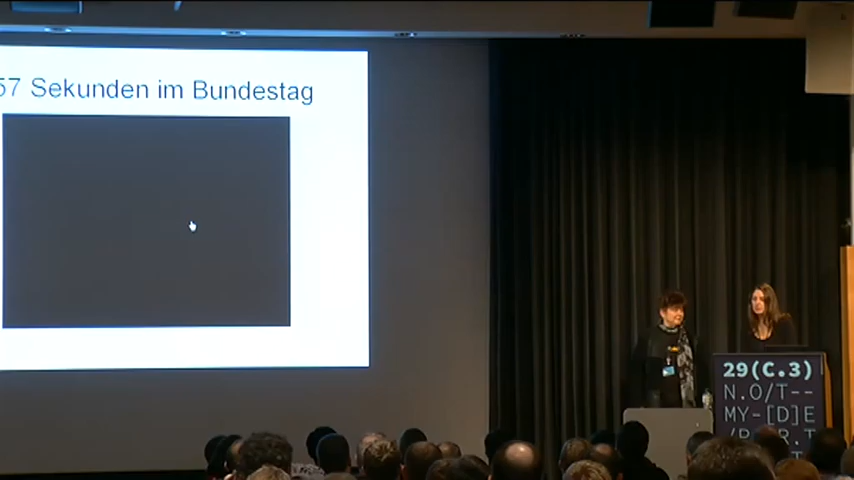 57 Sekunden im Bundestag
29(C.3)
N.O/T--
MY-[D]E
/P